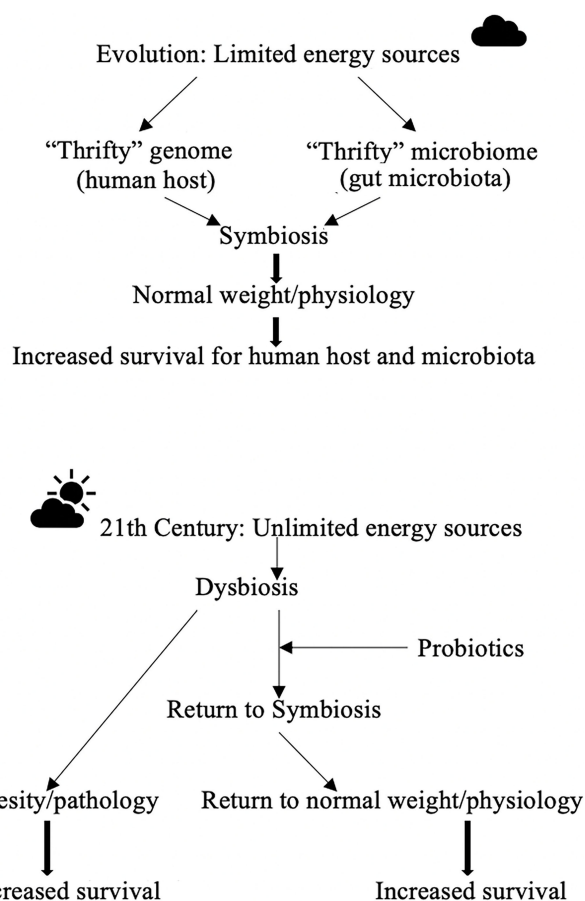 Evolution: Limited energy sources
“Thrifty” genome
(human host)
“Thrifty” microbiome
(gut microbiota)
Symbiosis
Normal weight/physiology
Increased survival for human host and microbiota
21th Century: Unlimited energy sources
Dysbiosis
Probiotics
Return to Symbiosis
esity/pathology
Return to normal weight/physiology
creased survival
Increased survival